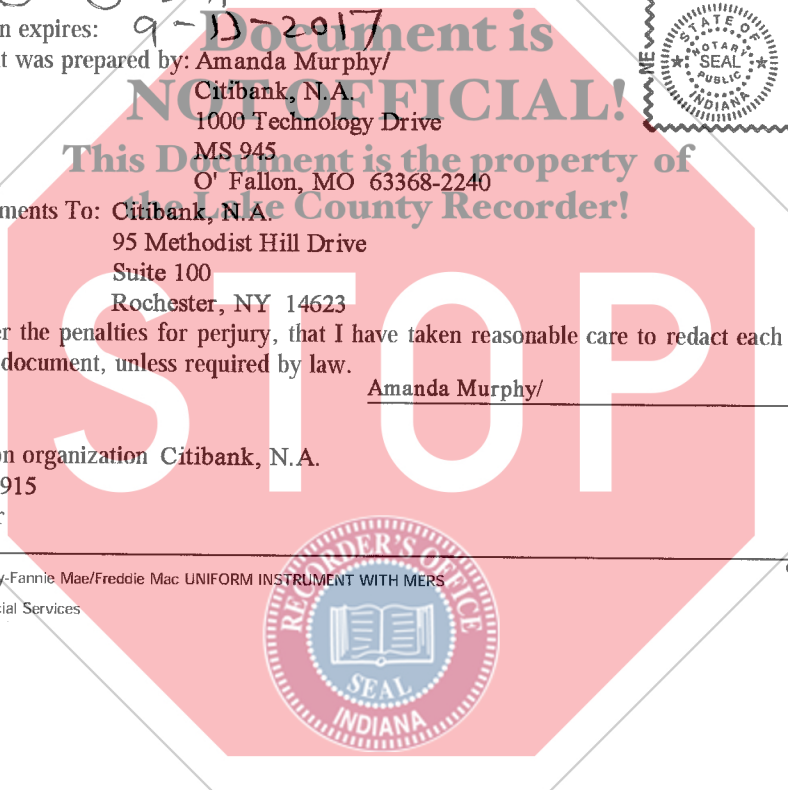 n expires: 9-13-2017
Document is
t was prepared by: Amanda Murphy/
Citibank, N.A.
NOT OFFICIAL!
1000 Technology Drive
MS 945
This Document is the property of
O' Fallon, MO 63368-2240
the Lake County Recorder!
ments To: Citibank, N.A.
95 Methodist Hill Drive
Suite 100
Rochester, NY 14623
er the penalties for perjury, that I have taken reasonable care to redact each
document, unless required by law.
Amanda Murphy/
STOP
on organization Citibank, N.A.
915
r
y-Fannie Mae/Freddie Mac UNIFORM INSTRUMENT WITH MERS
cial Services
STATE OF INDIANA
NOTARY PUBLIC
SEAL
NE
RECORDER'S OFFICE
SEAL
INDIANA